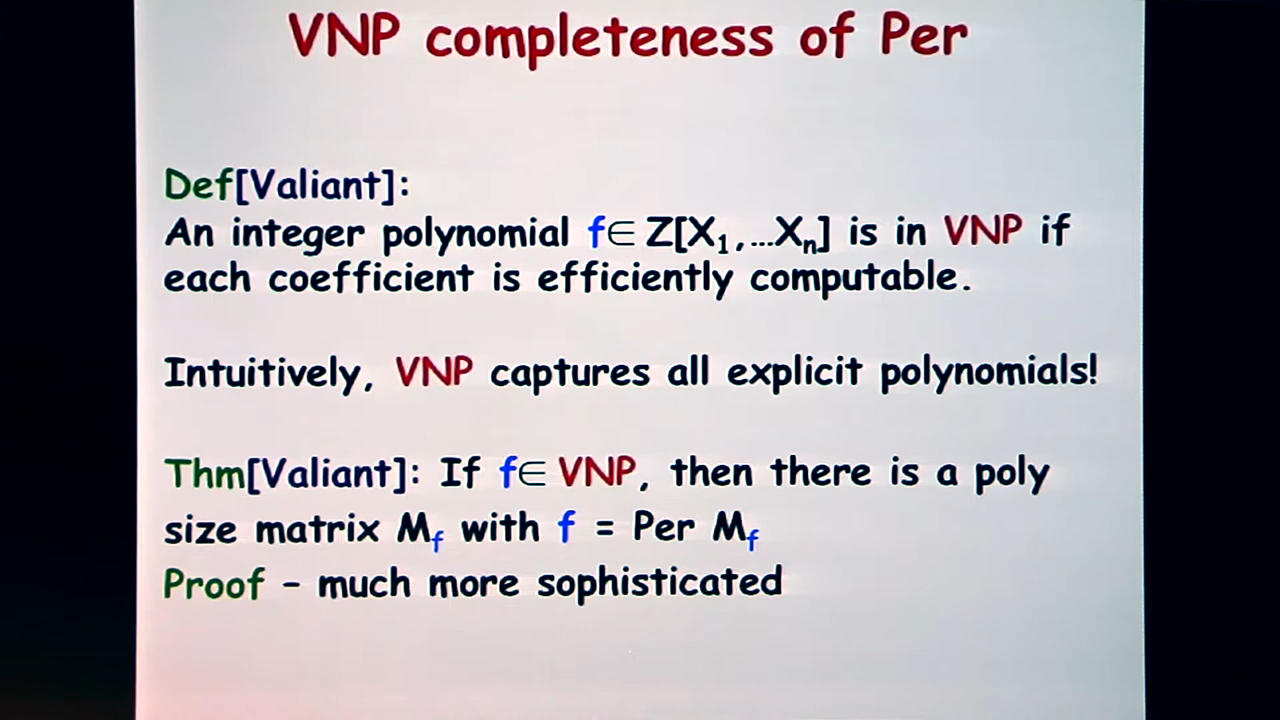 VNP completeness of Per
Def[Valiant]:
An integer polynomial f∈ Z[X₁,…Xₙ] is in VNP if
each coefficient is efficiently computable.
Intuitively, VNP captures all explicit polynomials!
Thm[Valiant]: If f∈ VNP, then there is a poly
size matrix M_f with f = Per M_f
Proof – much more sophisticated